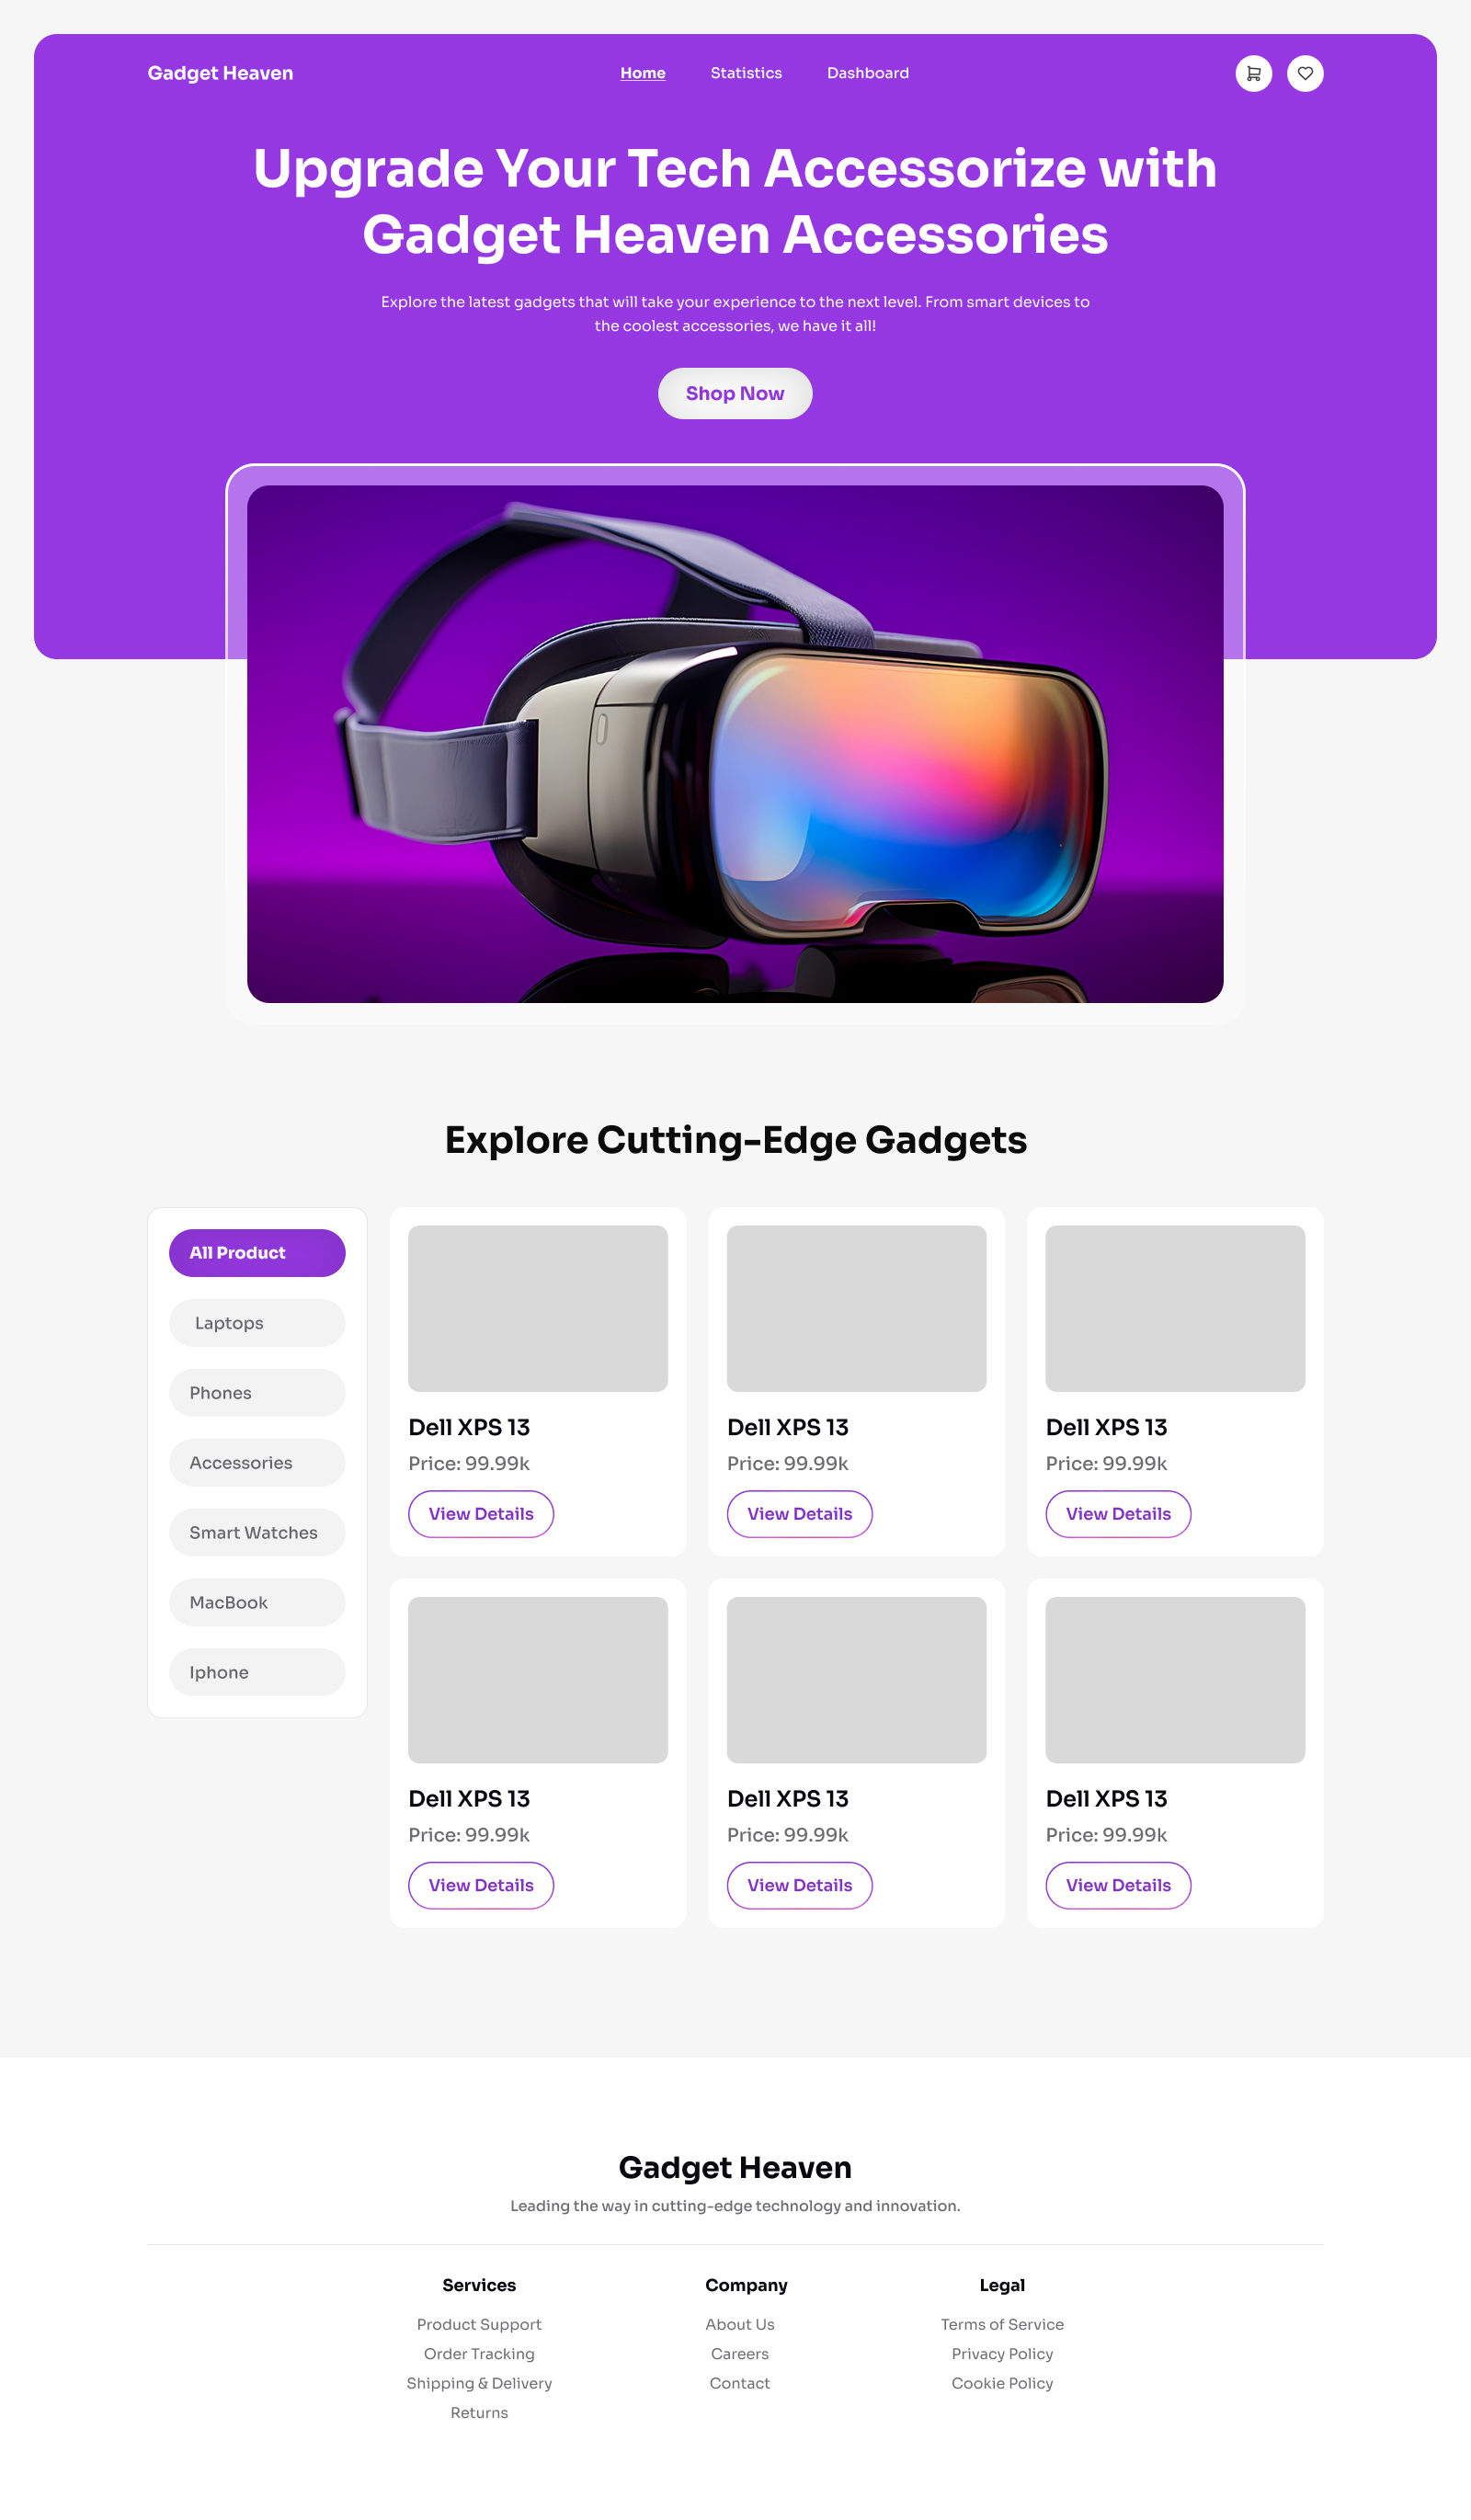 Gadget Heaven
Home Statistics Dashboard
Upgrade Your Tech Accessorize with
Gadget Heaven Accessories
Explore the latest gadgets that will take your experience to the next level. From smart devices to
the coolest accessories, we have it all!
Shop Now
Explore Cutting-Edge Gadgets
All Product
Laptops
Phones
Accessories
Smart Watches
MacBook
Iphone
Dell XPS 13
Price: 99.99k
View Details
Dell XPS 13
Price: 99.99k
View Details
Dell XPS 13
Price: 99.99k
View Details
Dell XPS 13
Price: 99.99k
View Details
Dell XPS 13
Price: 99.99k
View Details
Dell XPS 13
Price: 99.99k
View Details
Gadget Heaven
Leading the way in cutting-edge technology and innovation.
Services
Product Support
Order Tracking
Shipping & Delivery
Returns
Company
About Us
Careers
Contact
Legal
Terms of Service
Privacy Policy
Cookie Policy